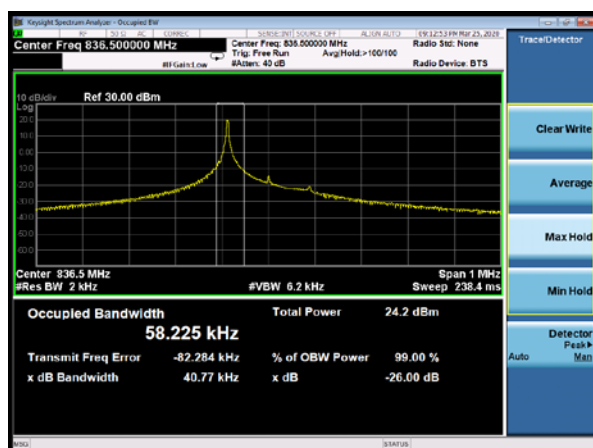 Keysight Spectrum Analyzer - Occupied BW
RF 50 Ω AC CORREC SENSE:INT SOURCE OFF ALIGN AUTO 09:12:53 PM Mar 25, 2020
Center Freq 836.500000 MHz Center Freq: 836.500000 MHz Radio Std: None Trace/Detector
Trig: Free Run Avg|Hold:>100/100
#IFGain:Low #Atten: 40 dB Radio Device: BTS
10 dB/div Ref 30.00 dBm
Log
20.0
10.0
0.00
-10.0
-20.0
-30.0
-40.0
-50.0
-60.0
Clear Write
Average
Max Hold
Min Hold
Center 836.5 MHz Span 1 MHz
#Res BW 2 kHz #VBW 6.2 kHz Sweep 238.4 ms
Occupied Bandwidth Total Power 24.2 dBm
58.225 kHz
Transmit Freq Error -82.284 kHz % of OBW Power 99.00 %
x dB Bandwidth 40.77 kHz x dB -26.00 dB
Detector
Peak▶
Auto Man
MSG STATUS